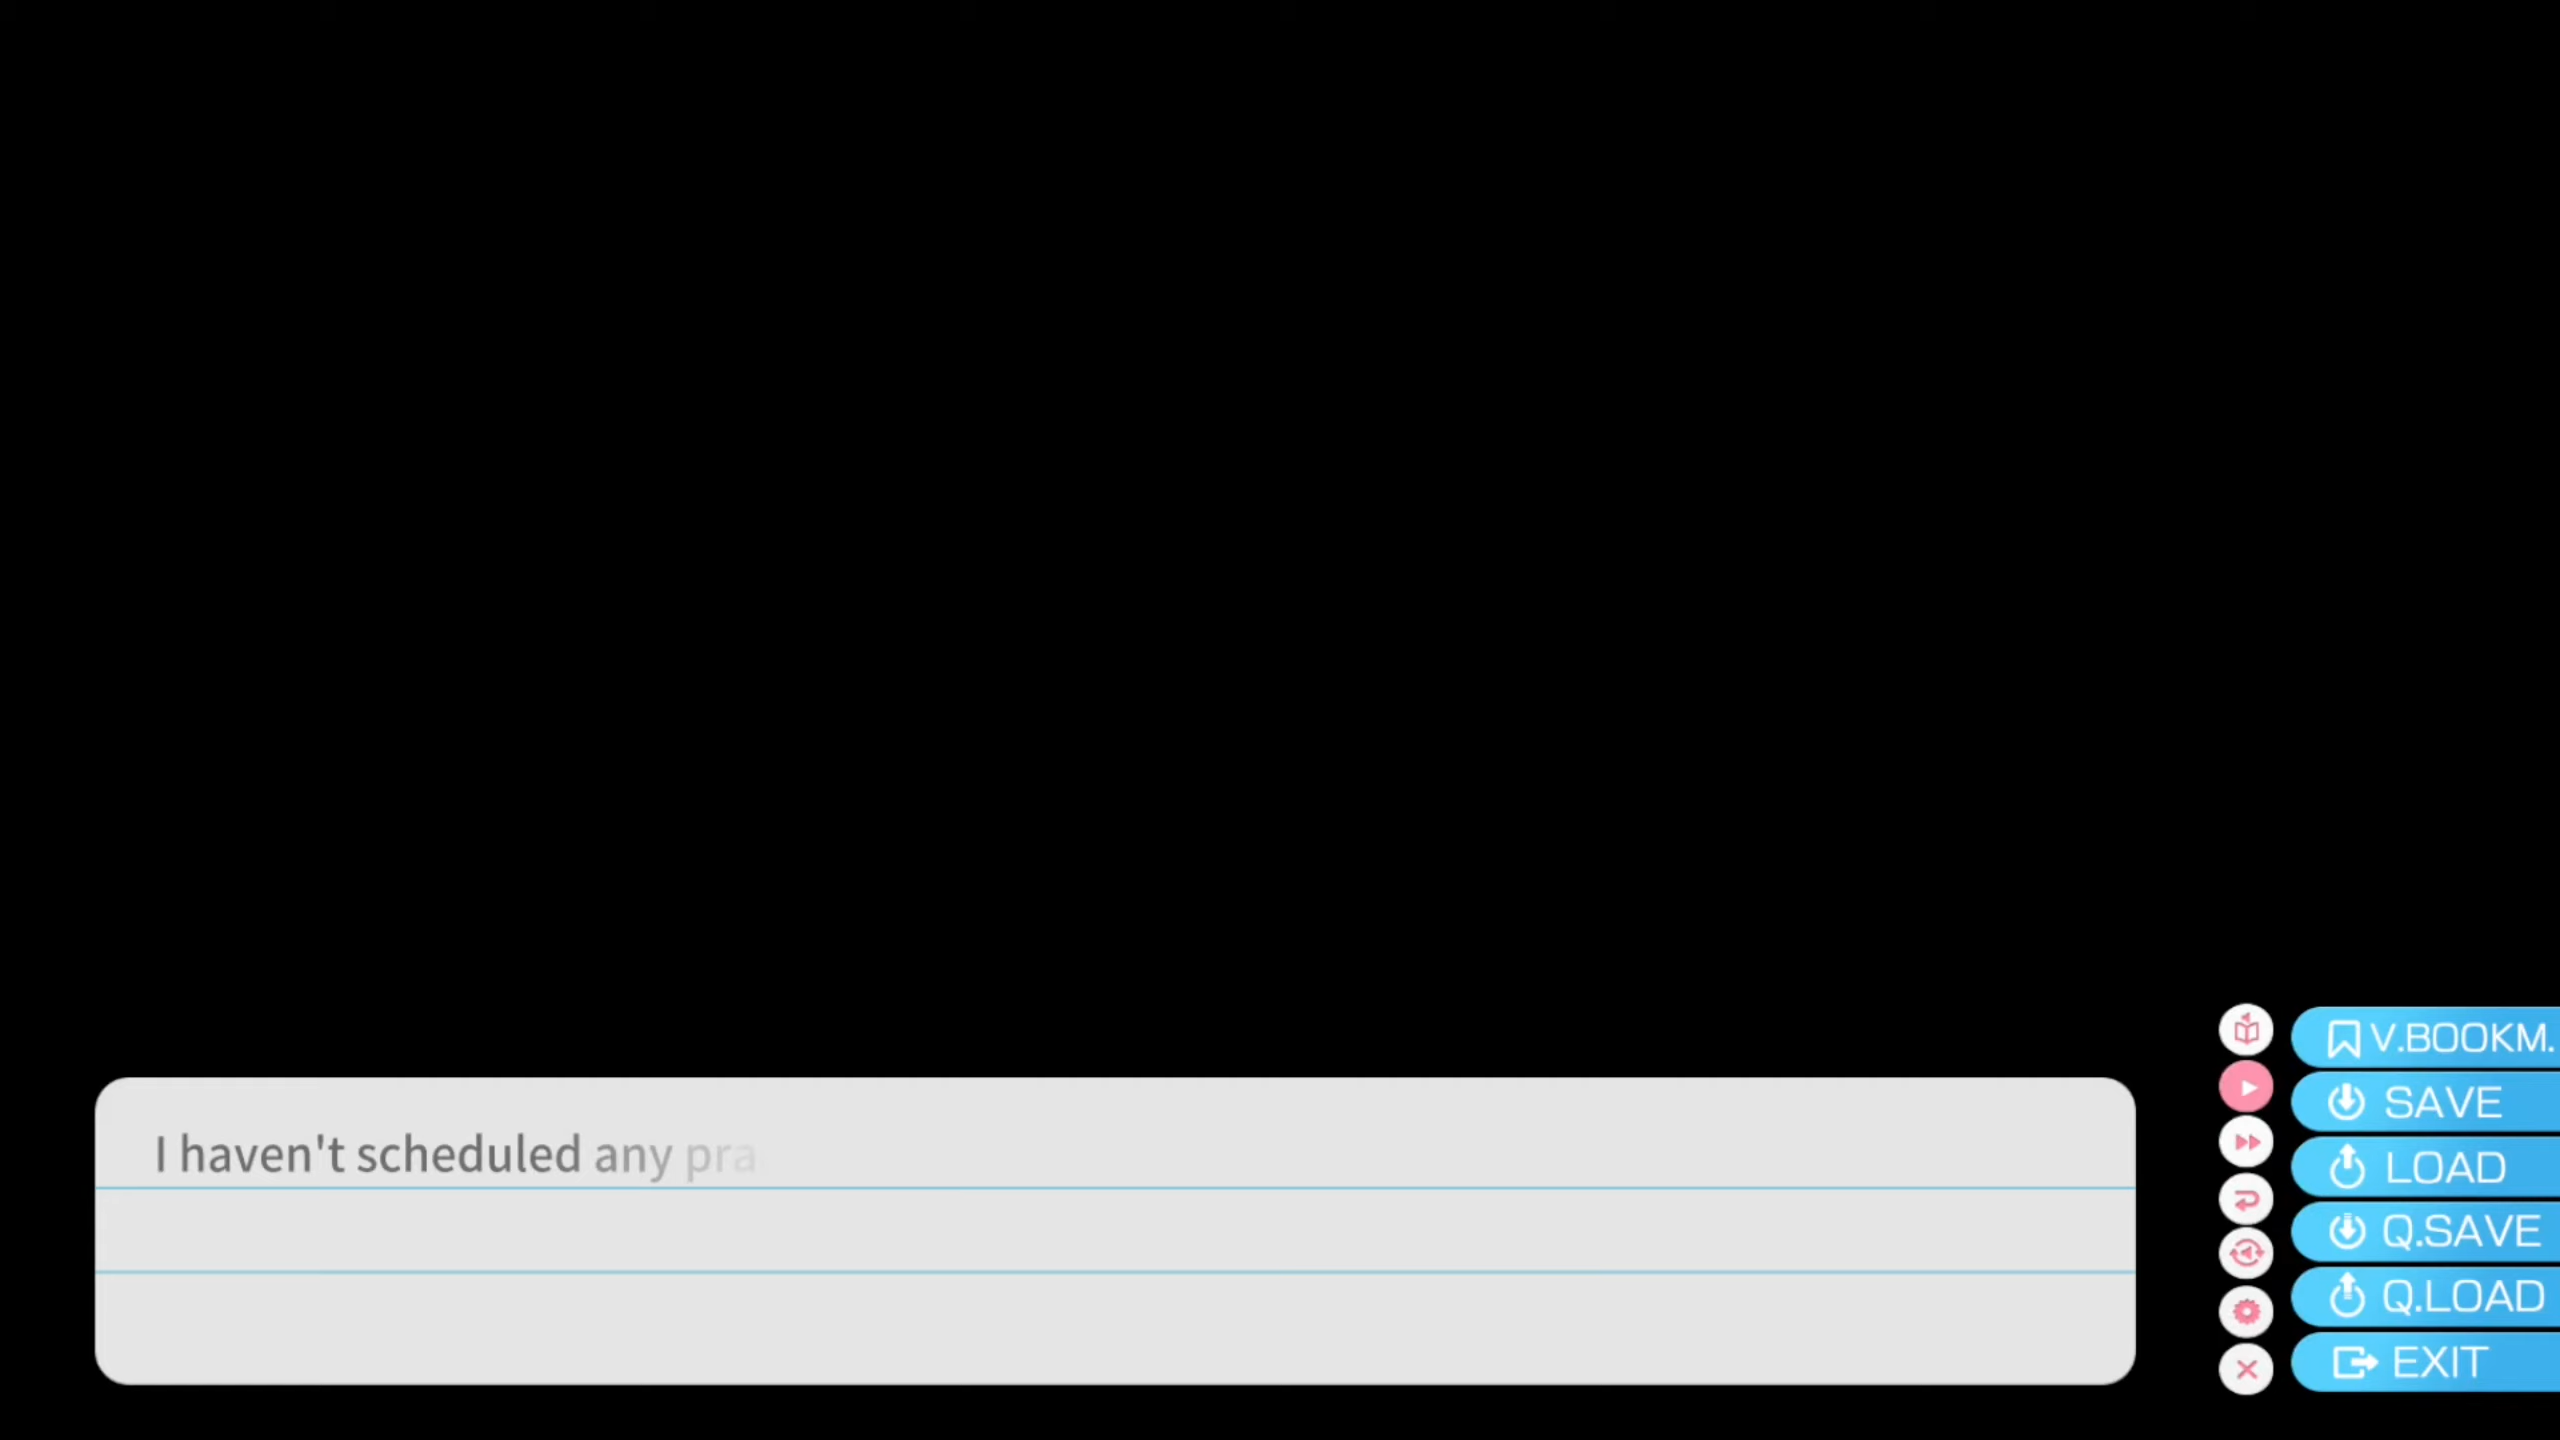 I haven't scheduled any pra
V.BOOKM.
SAVE
LOAD
Q.SAVE
Q.LOAD
EXIT